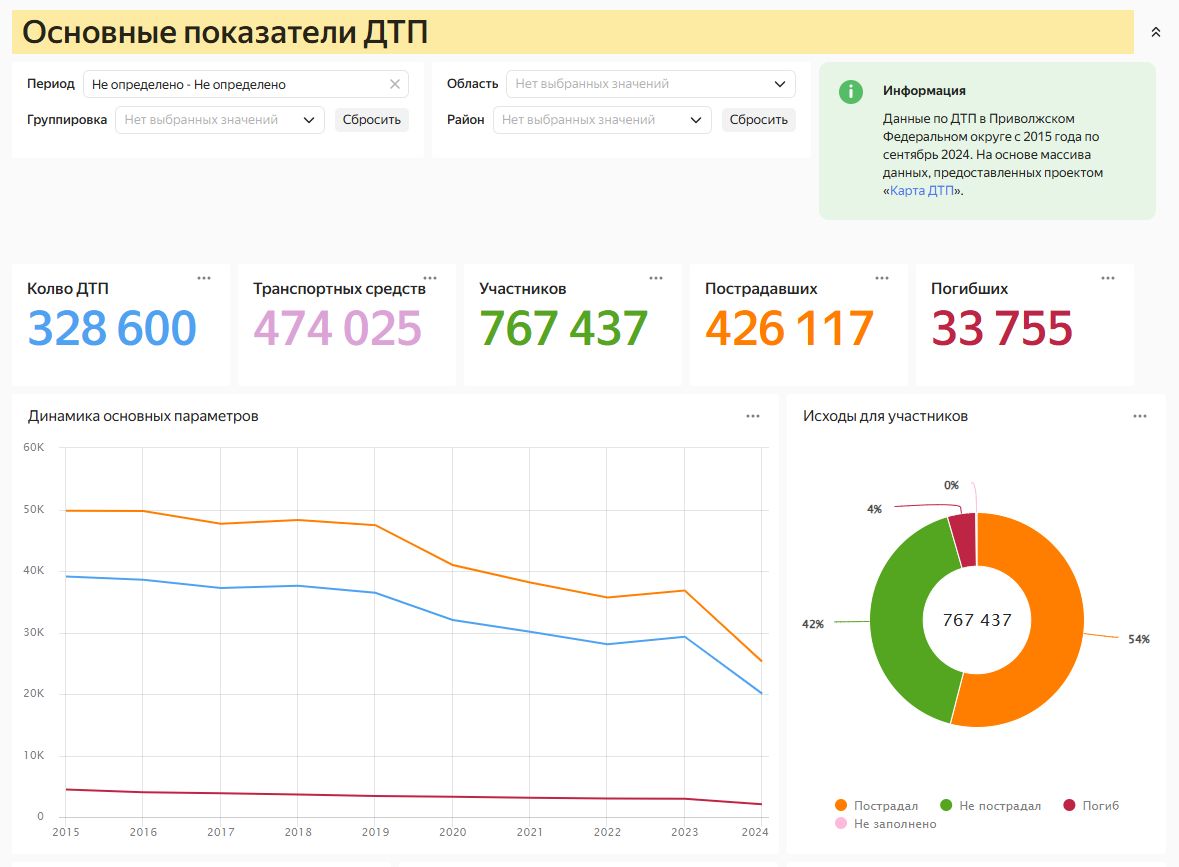 Основные показатели ДТП
Период
Не определено - Не определено
Группировка
Нет выбранных значений
Сбросить
Область
Нет выбранных значений
Район
Нет выбранных значений
Сбросить
Информация
Данные по ДТП в Приволжском
Федеральном округе с 2015 года по
сентябрь 2024. На основе массива
данных, предоставленных проектом
«Карта ДТП».
Колво ДТП
328 600
Транспортных средств
474 025
Участников
767 437
Пострадавших
426 117
Погибших
33 755
Динамика основных параметров
60K
50K
40K
30K
20K
10K
0
2015 2016 2017 2018 2019 2020 2021 2022 2023 2024
Исходы для участников
0%
4%
42%
767 437
54%
Пострадал Не пострадал Погиб
Не заполнено